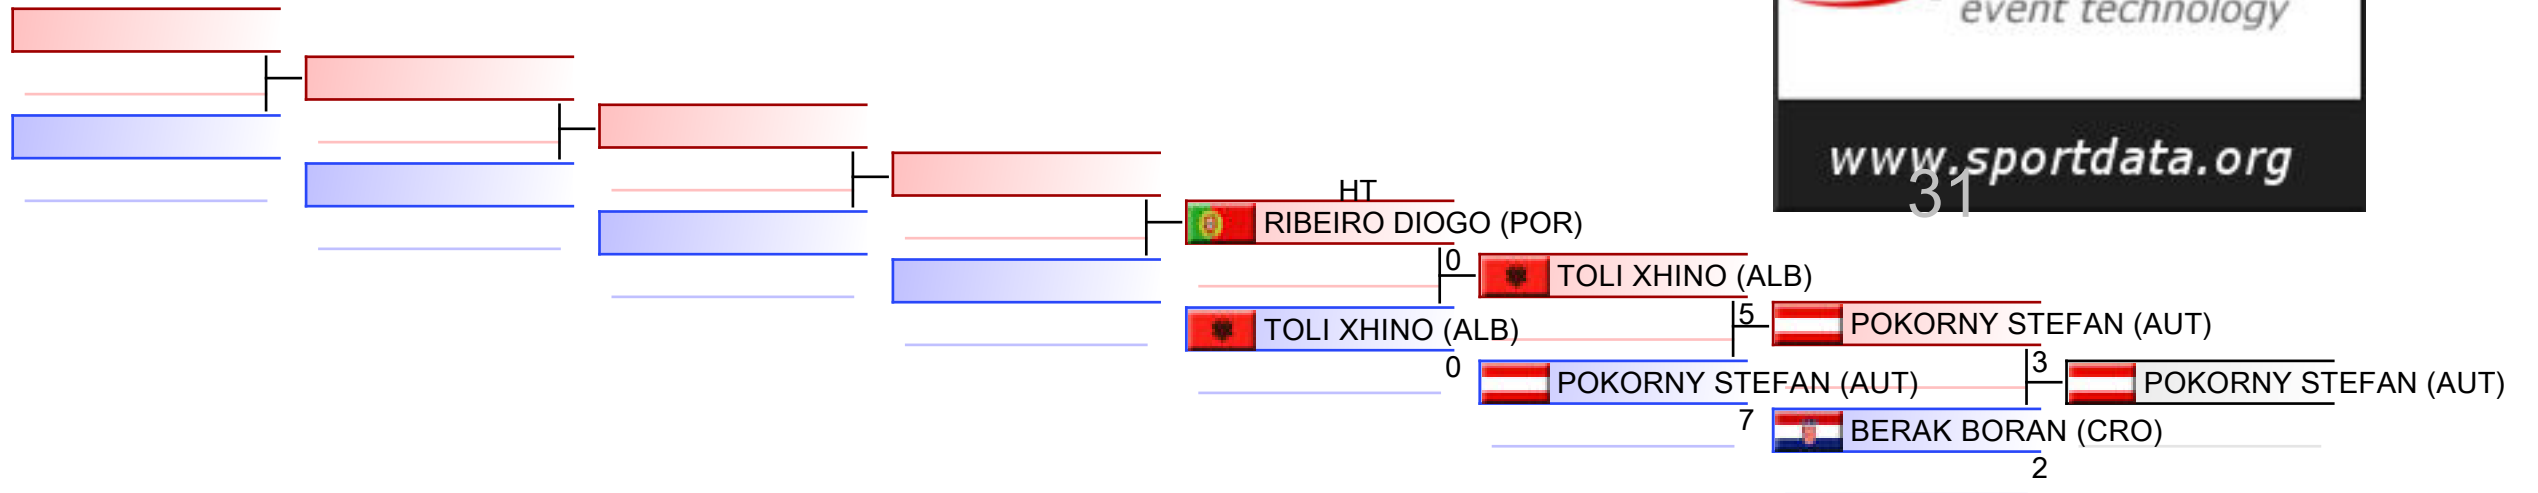 event technology
www.sportdata.org
31
HT
RIBEIRO DIOGO (POR)
0
TOLI XHINO (ALB)
TOLI XHINO (ALB)
0
5
POKORNY STEFAN (AUT)
POKORNY STEFAN (AUT)
7
3
POKORNY STEFAN (AUT)
BERAK BORAN (CRO)
2